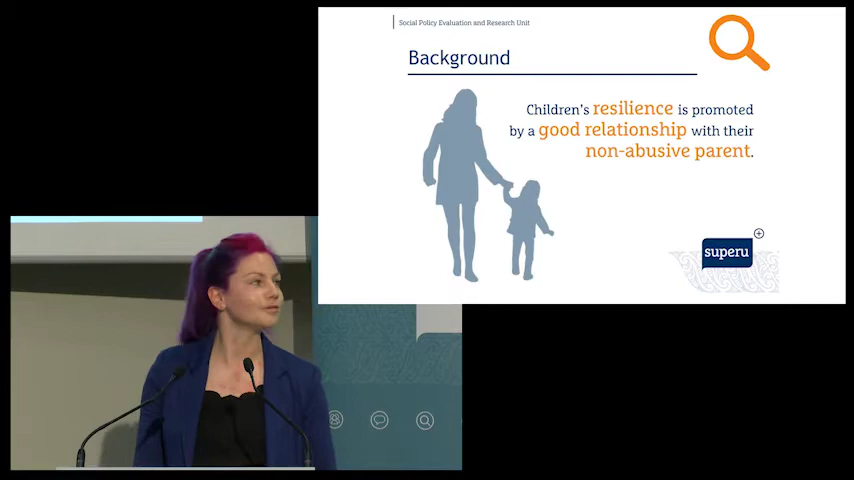 Social Policy Evaluation and Research Unit
Background
Children's resilience is promoted
by a good relationship with their
non-abusive parent.
superu